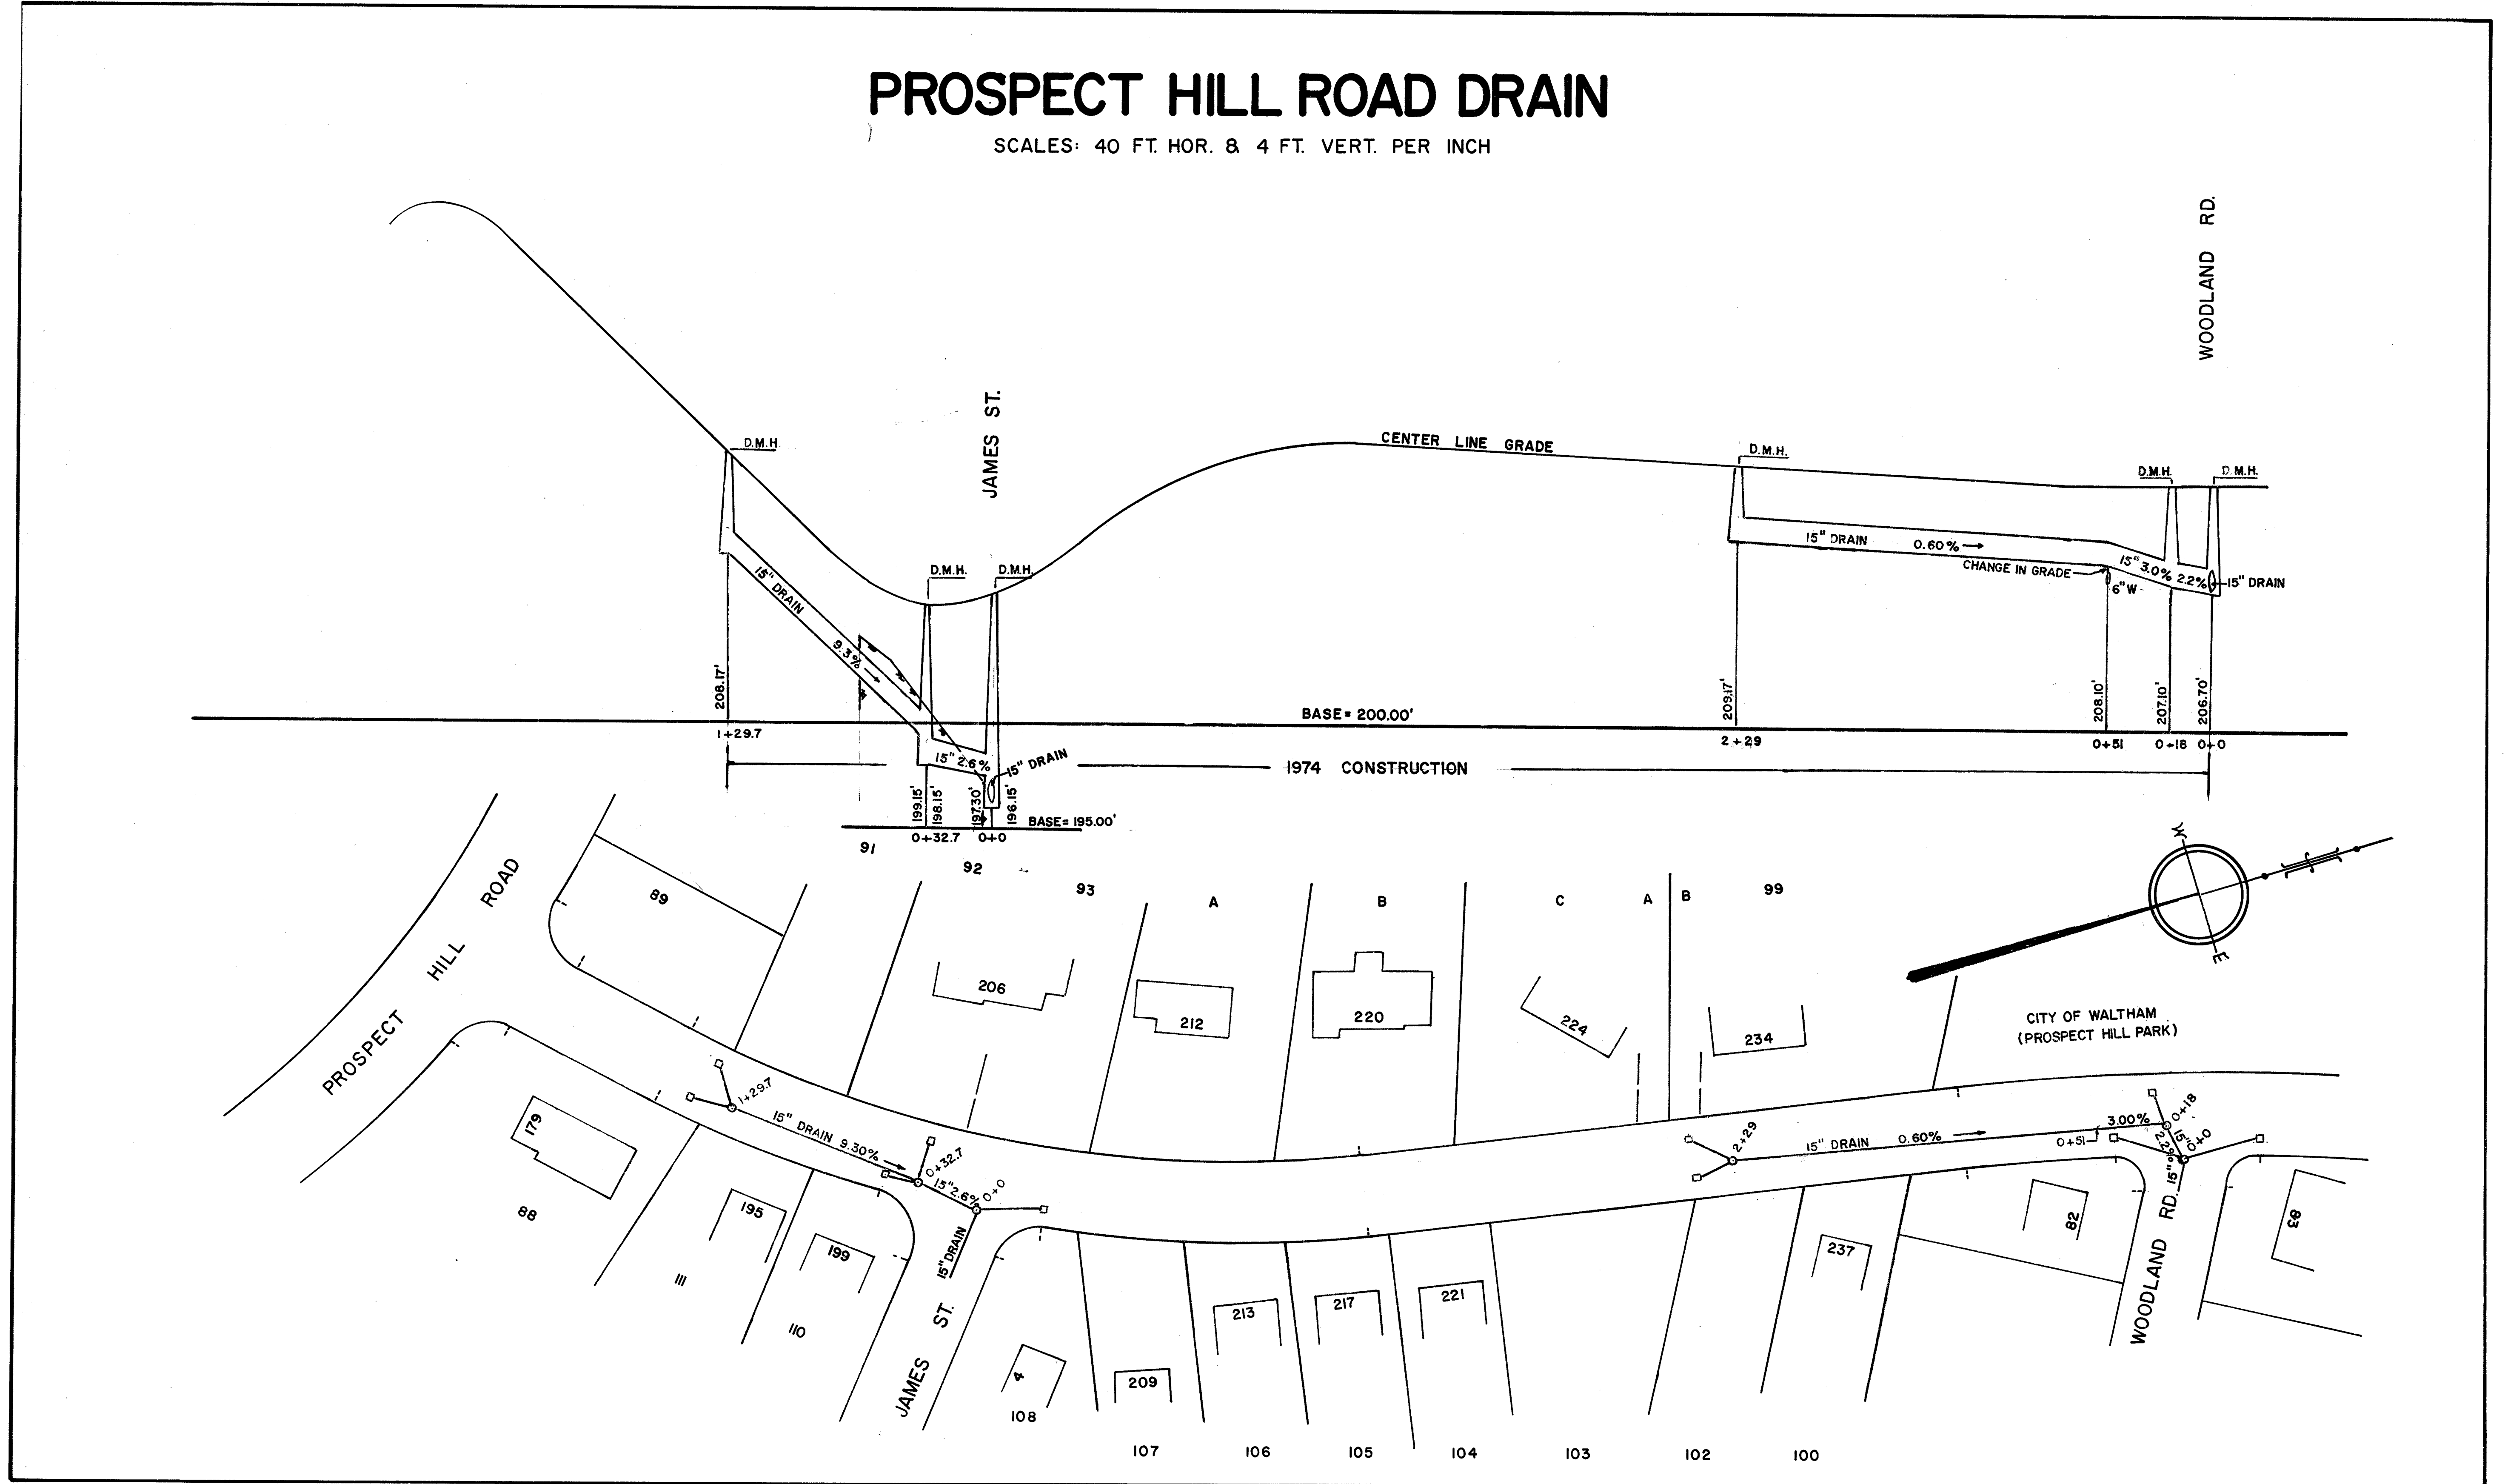 PROSPECT HILL ROAD DRAIN
SCALES: 40 FT. HOR. & 4 FT. VERT. PER INCH
WOODLAND RD.
JAMES ST.
CENTER LINE GRADE
D.M.H.
D.M.H.
D.M.H.
D.M.H.
D.M.H.
D.M.H.
15" DRAIN
9.3%
15" DRAIN 0.60%
CHANGE IN GRADE
6" W
15" 3.0% 2.2%
15" DRAIN
208.17'
209.17'
208.10'
207.10'
206.70'
BASE = 200.00'
1+29.7
2+29
0+51
0+18
0+0
15" 2.6%
15" DRAIN
1974 CONSTRUCTION
199.15'
198.15'
197.30'
196.15'
BASE = 195.00'
0+32.7
0+0
91
92
93
A
B
C
A
B
99
89
W
E
PROSPECT HILL ROAD
206
212
220
224
234
CITY OF WALTHAM
(PROSPECT HILL PARK)
1+29.7
15" DRAIN 9.30%
0+32.7
15" 2.6%
0+0
15" DRAIN
2+29
15" DRAIN 0.60%
0+51
3.00%
0+18
15"
2.2%
0+0
15"
179
88
195
199
111
110
JAMES ST.
4
108
209
213
217
221
237
82
83
WOODLAND RD.
107
106
105
104
103
102
100